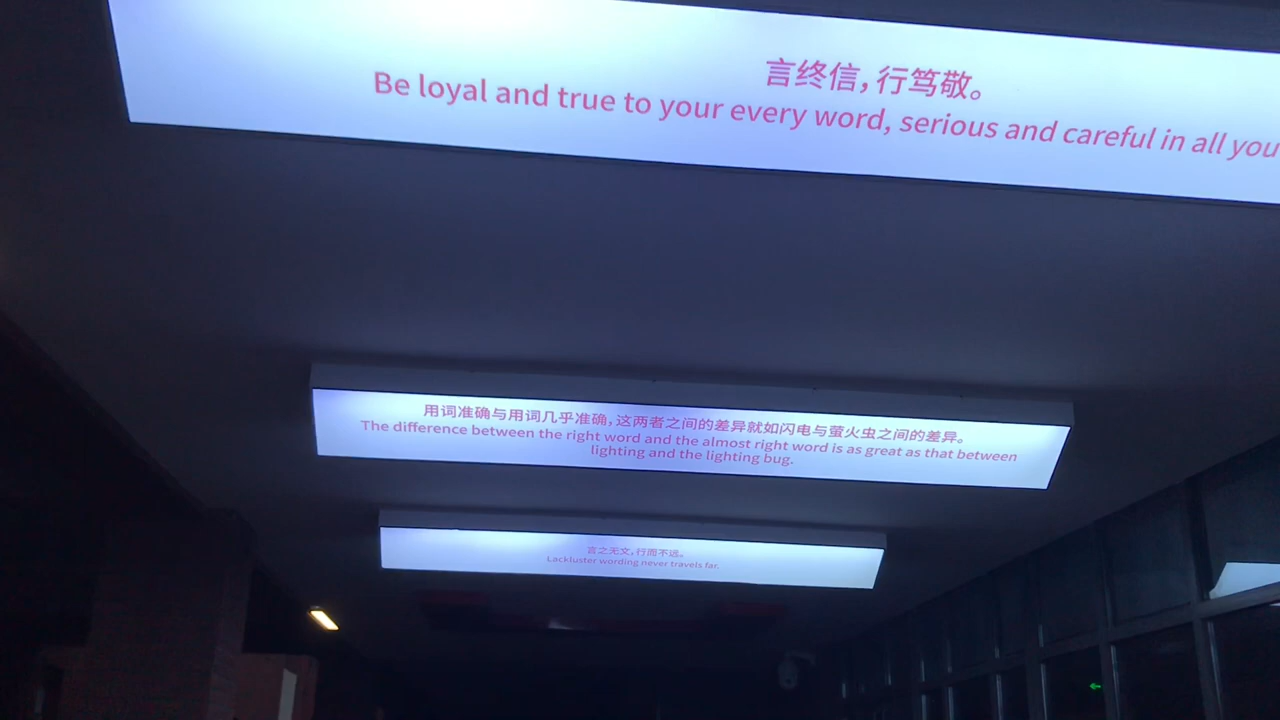 言终信，行笃敬。
Be loyal and true to your every word, serious and careful in all you
用词准确与用词几乎准确，这两者之间的差异就如闪电与萤火虫之间的差异。
The difference between the right word and the almost right word is as great as that between
lighting and the lighting bug.
言之无文，行而不远。
Lackluster wording never travels far.